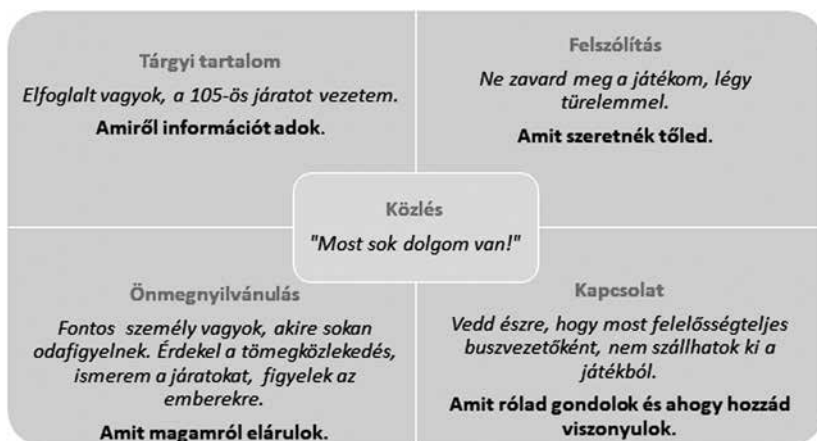 Tárgyi tartalom
Elfoglalt vagyok, a 105-ös járatot vezetem.
Amiről információt adok.
Felszólítás
Ne zavard meg a játékom, légy
türelemmel.
Amit szeretnék tőled.
Közlés
"Most sok dolgom van!"
Önmegnyilvánulás
Fontos személy vagyok, akire sokan
odafigyelnek. Érdekel a tömegközlekedés,
ismerem a járatokat, figyelek az
emberekre.
Amit magamról elárulok.
Kapcsolat
Vedd észre, hogy most felelősségteljes
buszvezetőként, nem szállhatok ki a
játékból.
Amit rólad gondolok és ahogy hozzád
viszonyulok.